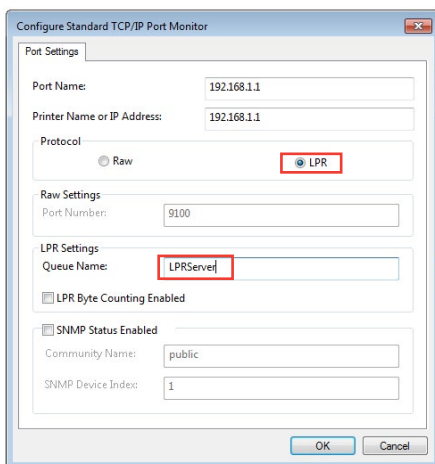 Configure Standard TCP/IP Port Monitor
Port Settings
Port Name: 192.168.1.1
Printer Name or IP Address: 192.168.1.1
Protocol
Raw LPR
Raw Settings
Port Number: 9100
LPR Settings
Queue Name: LPRServer
LPR Byte Counting Enabled
SNMP Status Enabled
Community Name: public
SNMP Device Index: 1
OK Cancel